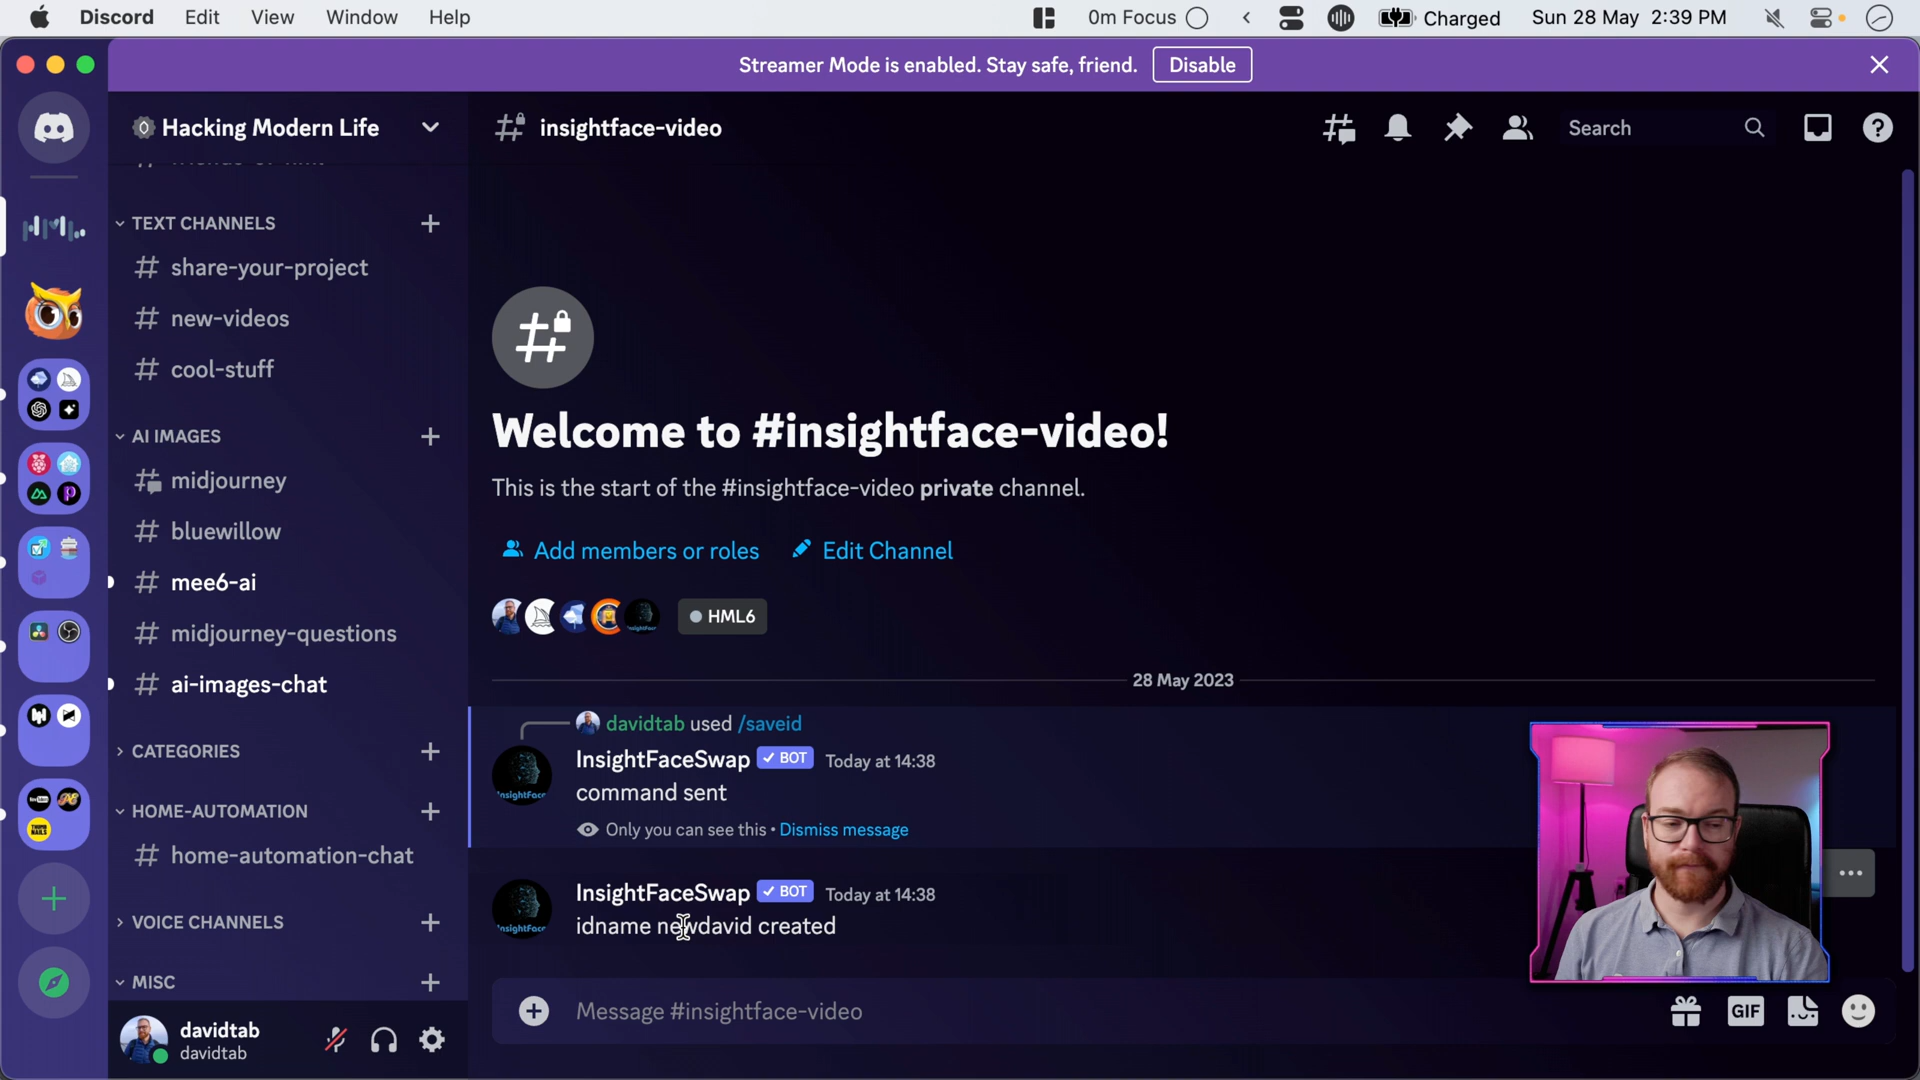 Discord Edit View Window Help
0m Focus
Charged
Sun 28 May 2:39 PM
Streamer Mode is enabled. Stay safe, friend.
Disable
Hacking Modern Life
insightface-video
Search
TEXT CHANNELS
share-your-project
new-videos
cool-stuff
AI IMAGES
midjourney
bluewillow
mee6-ai
midjourney-questions
ai-images-chat
CATEGORIES
HOME-AUTOMATION
home-automation-chat
VOICE CHANNELS
MISC
davidtab
davidtab
Welcome to #insightface-video!
This is the start of the #insightface-video private channel.
Add members or roles
Edit Channel
HML6
28 May 2023
davidtab used /saveid
InsightFaceSwap ✓ BOT Today at 14:38
command sent
Only you can see this • Dismiss message
InsightFaceSwap ✓ BOT Today at 14:38
idname newdavid created
Message #insightface-video
GIF